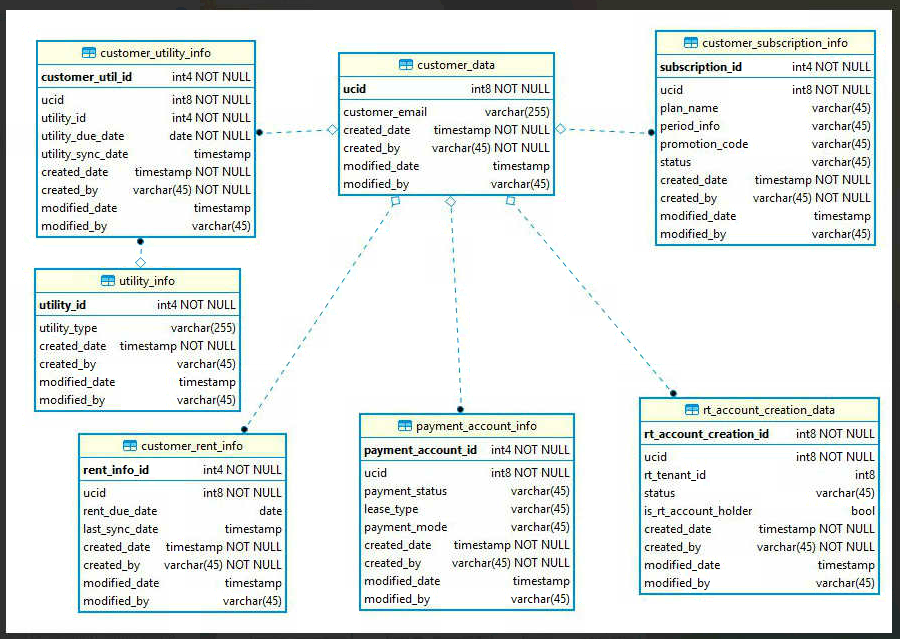 customer_utility_info
customer_util_id int4 NOT NULL
ucid int8 NOT NULL
utility_id int4 NOT NULL
utility_due_date date NOT NULL
utility_sync_date timestamp
created_date timestamp NOT NULL
created_by varchar(45) NOT NULL
modified_date timestamp
modified_by varchar(45)
customer_data
ucid int8 NOT NULL
customer_email varchar(255)
created_date timestamp NOT NULL
created_by varchar(45) NOT NULL
modified_date timestamp
modified_by varchar(45)
customer_subscription_info
subscription_id int4 NOT NULL
ucid int8 NOT NULL
plan_name varchar(45)
period_info varchar(45)
promotion_code varchar(45)
status varchar(45)
created_date timestamp NOT NULL
created_by varchar(45) NOT NULL
modified_date timestamp
modified_by varchar(45)
utility_info
utility_id int4 NOT NULL
utility_type varchar(255)
created_date timestamp NOT NULL
created_by varchar(45)
modified_date timestamp
modified_by varchar(45)
customer_rent_info
rent_info_id int4 NOT NULL
ucid int8 NOT NULL
rent_due_date date
last_sync_date timestamp
created_date timestamp NOT NULL
created_by varchar(45) NOT NULL
modified_date timestamp
modified_by varchar(45)
payment_account_info
payment_account_id int4 NOT NULL
ucid int8 NOT NULL
payment_status varchar(45)
lease_type varchar(45)
payment_mode varchar(45)
created_date timestamp NOT NULL
created_by varchar(45) NOT NULL
modified_date timestamp
modified_by varchar(45)
rt_account_creation_data
rt_account_creation_id int8 NOT NULL
ucid int8 NOT NULL
rt_tenant_id int8
status varchar(45)
is_rt_account_holder bool
created_date timestamp NOT NULL
created_by varchar(45) NOT NULL
modified_date timestamp
modified_by varchar(45)